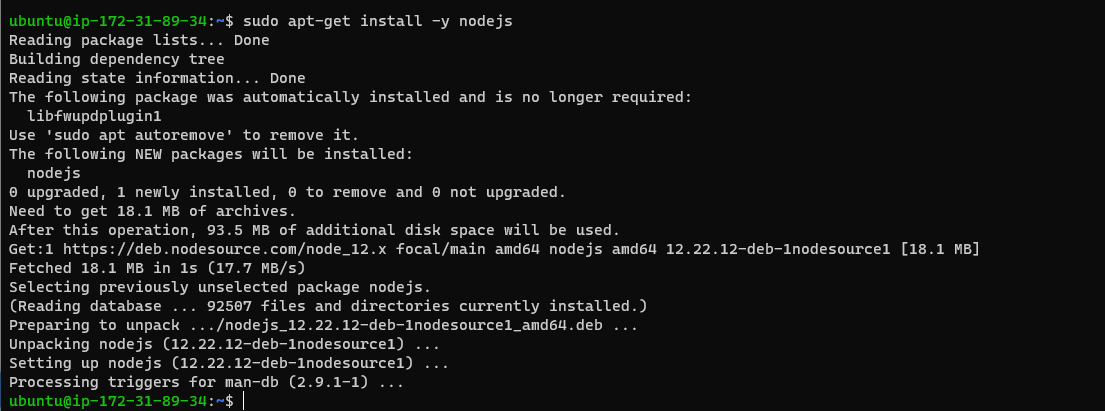 ubuntu@ip-172-31-89-34:~$ sudo apt-get install -y nodejs
Reading package lists... Done
Building dependency tree
Reading state information... Done
The following package was automatically installed and is no longer required:
  libfwupdplugin1
Use 'sudo apt autoremove' to remove it.
The following NEW packages will be installed:
  nodejs
0 upgraded, 1 newly installed, 0 to remove and 0 not upgraded.
Need to get 18.1 MB of archives.
After this operation, 93.5 MB of additional disk space will be used.
Get:1 https://deb.nodesource.com/node_12.x focal/main amd64 nodejs amd64 12.22.12-deb-1nodesource1 [18.1 MB]
Fetched 18.1 MB in 1s (17.7 MB/s)
Selecting previously unselected package nodejs.
(Reading database ... 92507 files and directories currently installed.)
Preparing to unpack .../nodejs_12.22.12-deb-1nodesource1_amd64.deb ...
Unpacking nodejs (12.22.12-deb-1nodesource1) ...
Setting up nodejs (12.22.12-deb-1nodesource1) ...
Processing triggers for man-db (2.9.1-1) ...
ubuntu@ip-172-31-89-34:~$